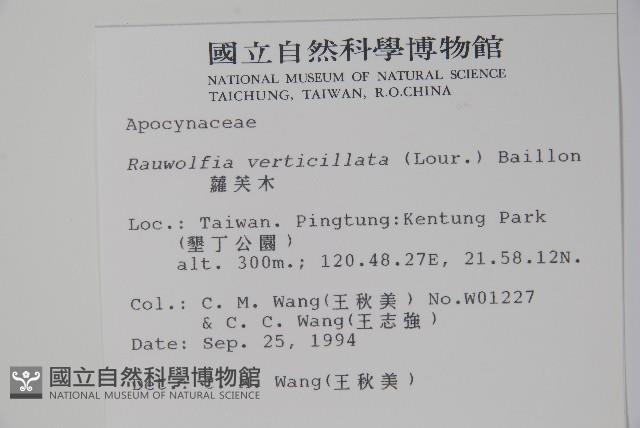 國立自然科學博物館
NATIONAL MUSEUM OF NATURAL SCIENCE
TAICHUNG, TAIWAN, R.O.CHINA
Apocynaceae
Rauwolfia verticillata (Lour.) Baillon
蘿芙木
Loc.: Taiwan. Pingtung:Kentung Park
(墾丁公園)
alt. 300m.; 120.48.27E, 21.58.12N.
Col.: C. M. Wang(王秋美) No.W01227
& C. C. Wang(王志強)
Date: Sep. 25, 1994
Wang(王秋美)
國立自然科學博物館
NATIONAL MUSEUM OF NATURAL SCIENCE